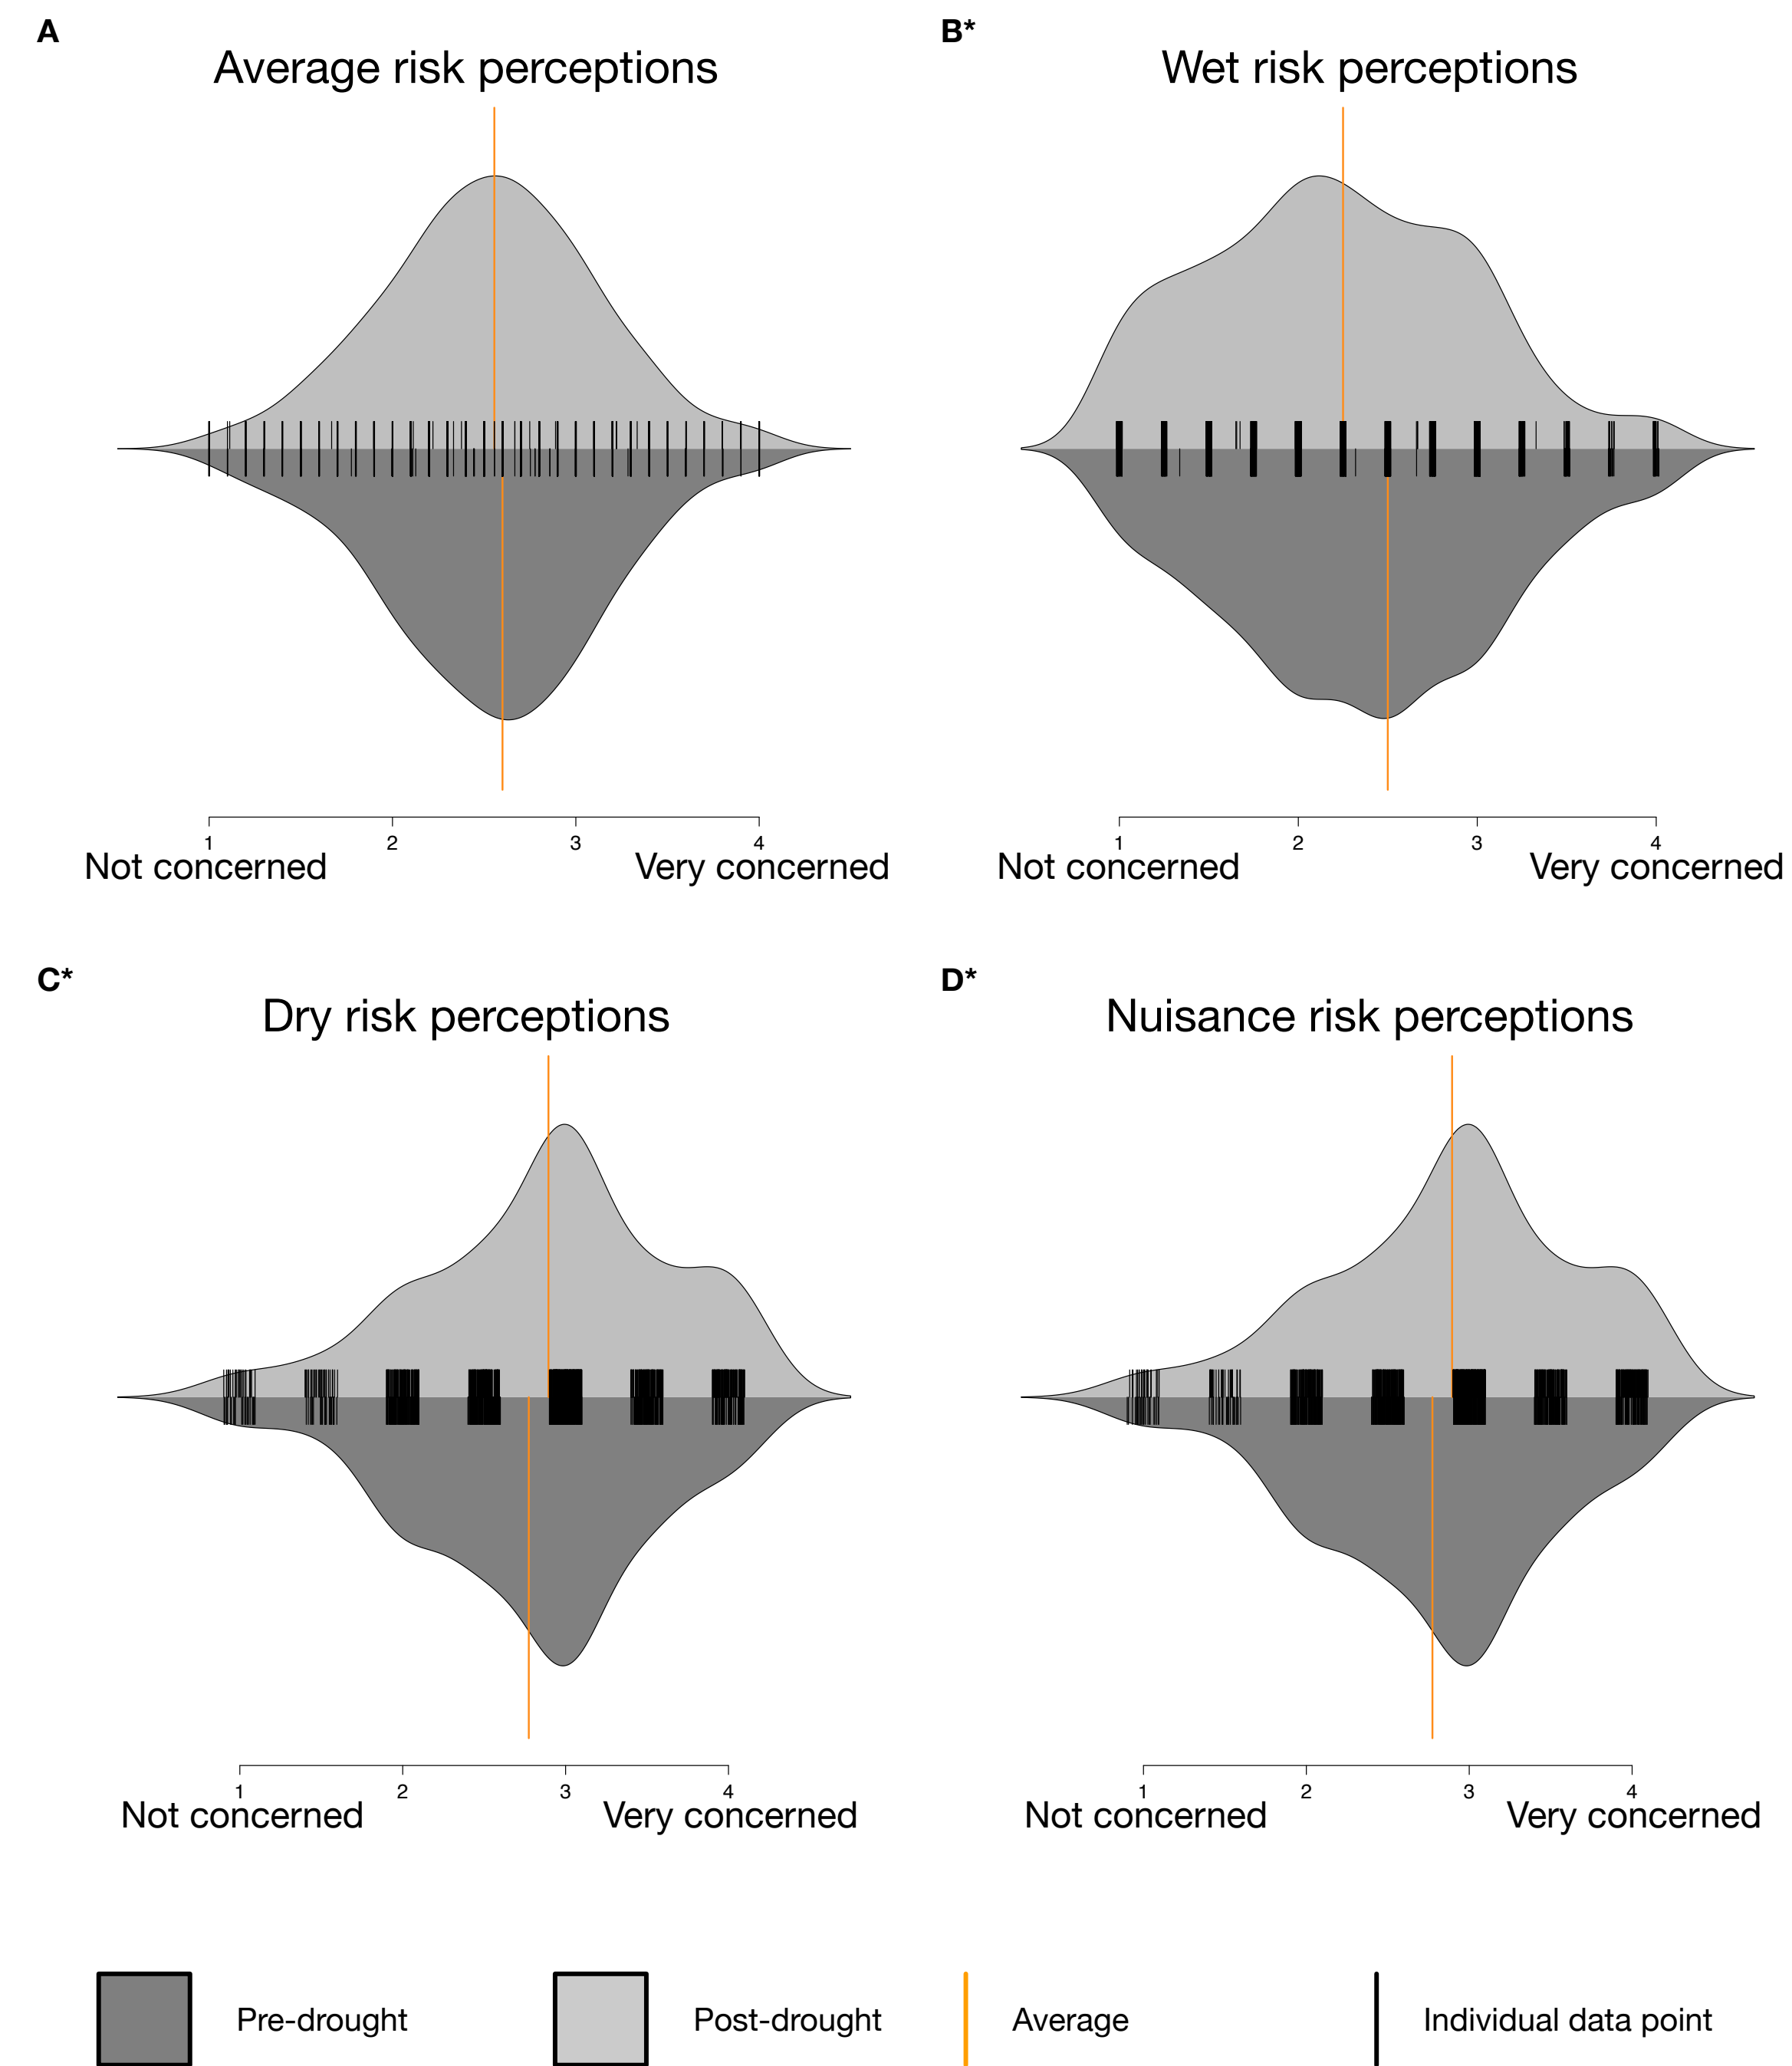 A
Average risk perceptions
1 2 3 4
Not concerned Very concerned
B*
Wet risk perceptions
1 2 3 4
Not concerned Very concerned
C*
Dry risk perceptions
1 2 3 4
Not concerned Very concerned
D*
Nuisance risk perceptions
1 2 3 4
Not concerned Very concerned
Pre-drought Post-drought Average Individual data point